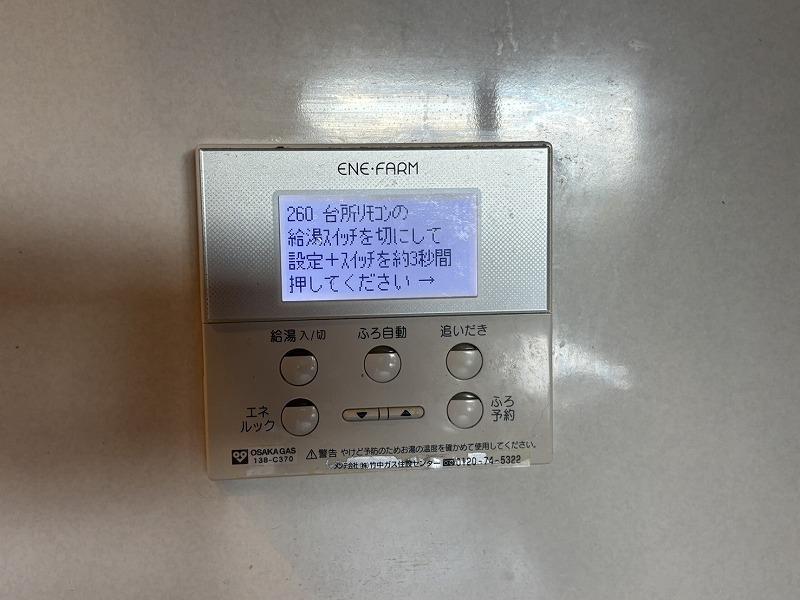 ENE・FARM
260 台所リモコンの
給湯スイッチを切にして
設定+スイッチを約3秒間
押してください →
給湯 入/切
ふろ自動
追いだき
エネ
ルック
ふろ
予約
OSAKA GAS
138-C370
⚠警告 やけど予防のためお湯の温度を確かめて使用してください。
0120-74-5322